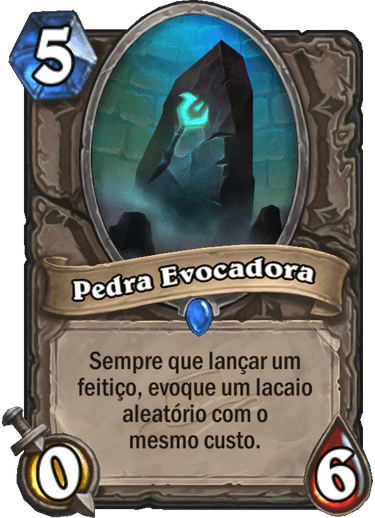 5
Pedra Evocadora
Sempre que lançar um
feitiço, evoque um lacaio
aleatório com o
mesmo custo.
0
6